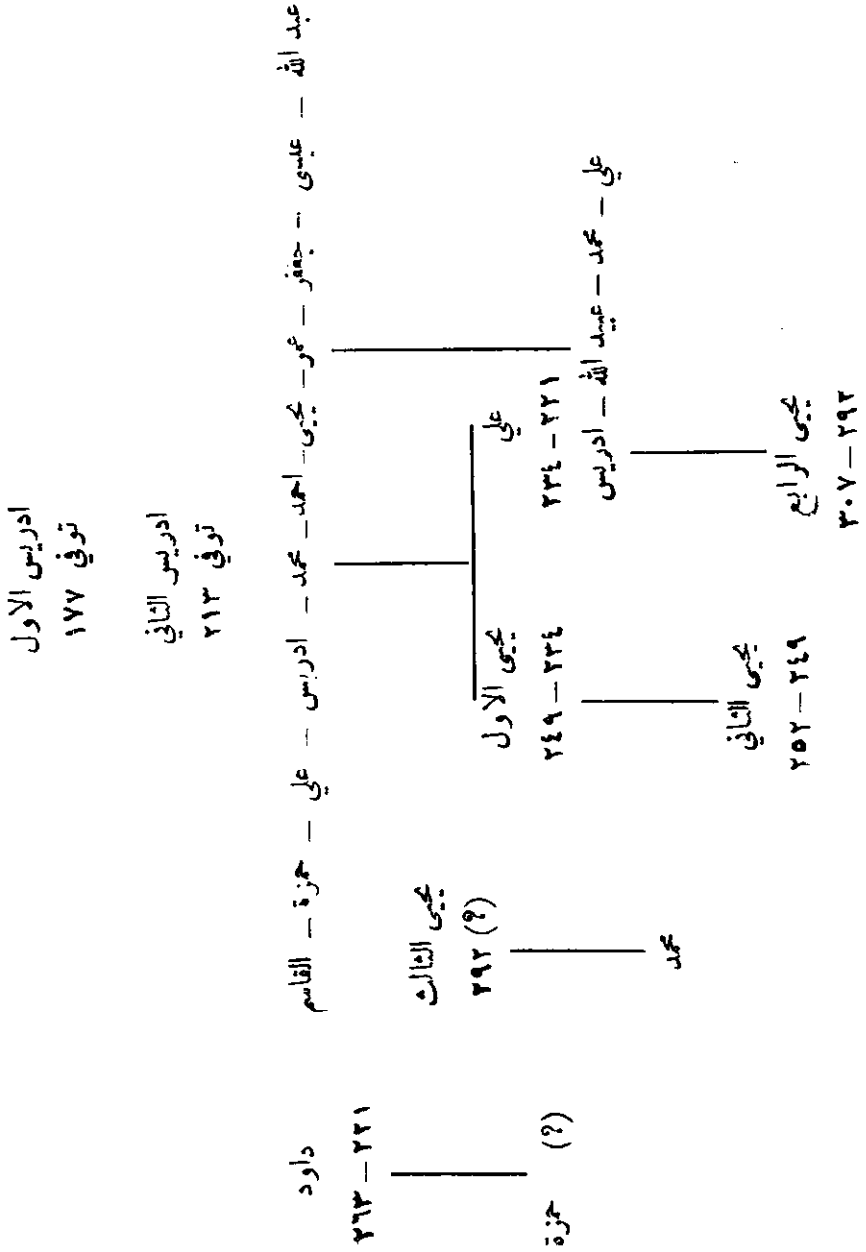 ادريس الاول
توفي ١٧٧
ادريس الثاني
توفي ٢١٣
عبد الله – عيسى – جعفر – عمر – يحيى – احمد – محمد – ادريس – علي – حمزة – القاسم
داود
٢٢١ – ٢٦٣
يحيى الثالث
٢٩٢ (?)
علي
٢٢١ – ٢٣٤
يحيى الاول
٢٣٤ – ٢٤٩
حمزة (?)
علي – محمد – عبيد الله – ادريس
محمد
يحيى الثاني
٢٤٩ – ٢٥٢
يحيى الرابع
٢٩٢ – ٣٠٧